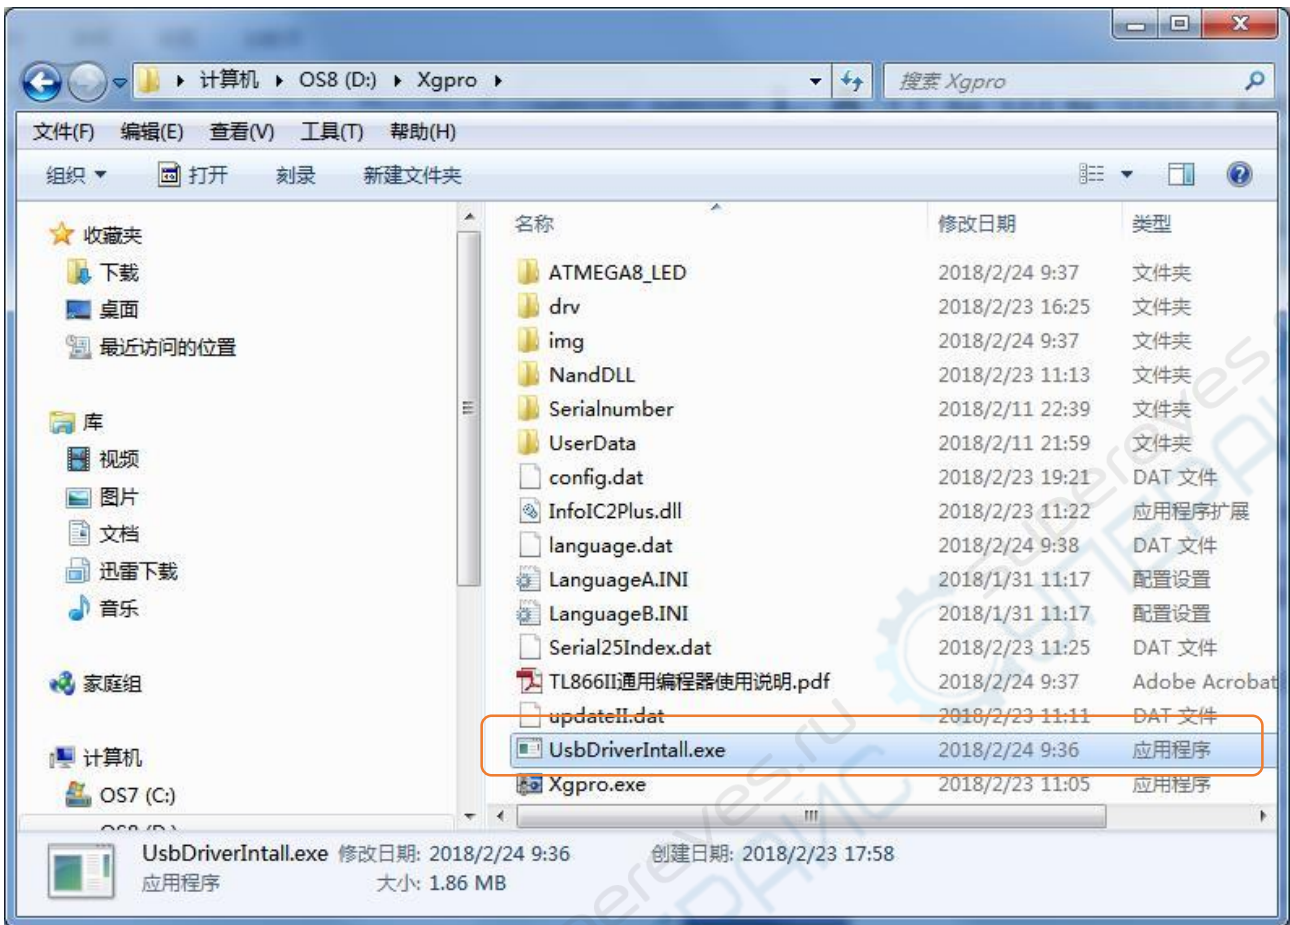 计算机 ▸ OS8 (D:) ▸ Xgpro ▸
搜索 Xgpro
文件(F) 编辑(E) 查看(V) 工具(T) 帮助(H)
组织 打开 刻录 新建文件夹
收藏夹
下载
桌面
最近访问的位置
库
视频
图片
文档
迅雷下载
音乐
家庭组
计算机
OS7 (C:)
OS8 (D:)
名称 修改日期 类型
ATMEGA8_LED 2018/2/24 9:37 文件夹
drv 2018/2/23 16:25 文件夹
img 2018/2/24 9:37 文件夹
NandDLL 2018/2/23 11:13 文件夹
Serialnumber 2018/2/11 22:39 文件夹
UserData 2018/2/11 21:59 文件夹
config.dat 2018/2/23 19:21 DAT 文件
InfoIC2Plus.dll 2018/2/23 11:22 应用程序扩展
language.dat 2018/2/24 9:38 DAT 文件
LanguageA.INI 2018/1/31 11:17 配置设置
LanguageB.INI 2018/1/31 11:17 配置设置
Serial25Index.dat 2018/2/23 11:25 DAT 文件
TL866II通用编程器使用说明.pdf 2018/2/24 9:37 Adobe Acrobat
updateII.dat 2018/2/23 11:11 DAT 文件
UsbDriverIntall.exe 2018/2/24 9:36 应用程序
Xgpro.exe 2018/2/23 11:05 应用程序
UsbDriverIntall.exe 修改日期: 2018/2/24 9:36 创建日期: 2018/2/23 17:58
应用程序 大小: 1.86 MB
supereyes.ru
СУПЕРАЙС